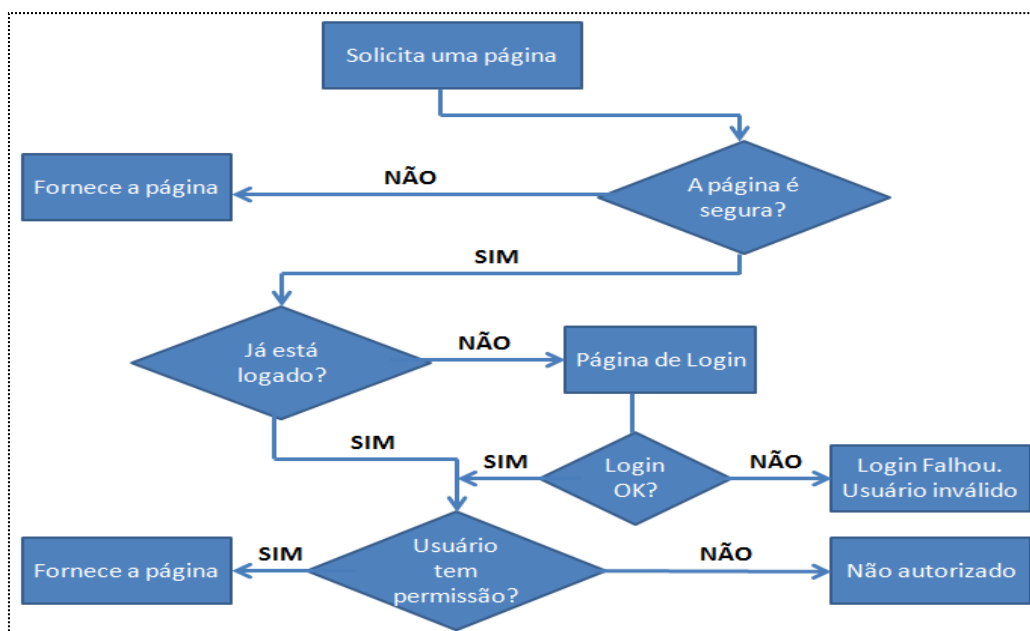 Solicita uma página
A página é
segura?
NÃO
Fornece a página
SIM
Já está
logado?
NÃO
Página de Login
SIM
Login
OK?
SIM
NÃO
Login Falhou.
Usuário inválido
Usuário
tem
permissão?
SIM
Fornece a página
NÃO
Não autorizado